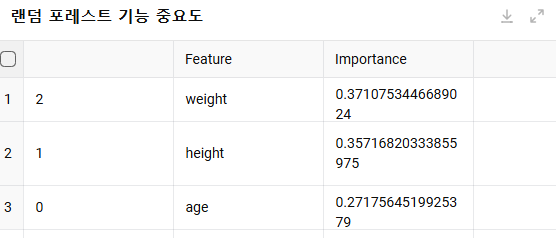 랜덤 포레스트 기능 중요도
Feature Importance
1 2 weight 0.37107534466890
24
2 1 height 0.35716820333855
975
3 0 age 0.27175645199253
79